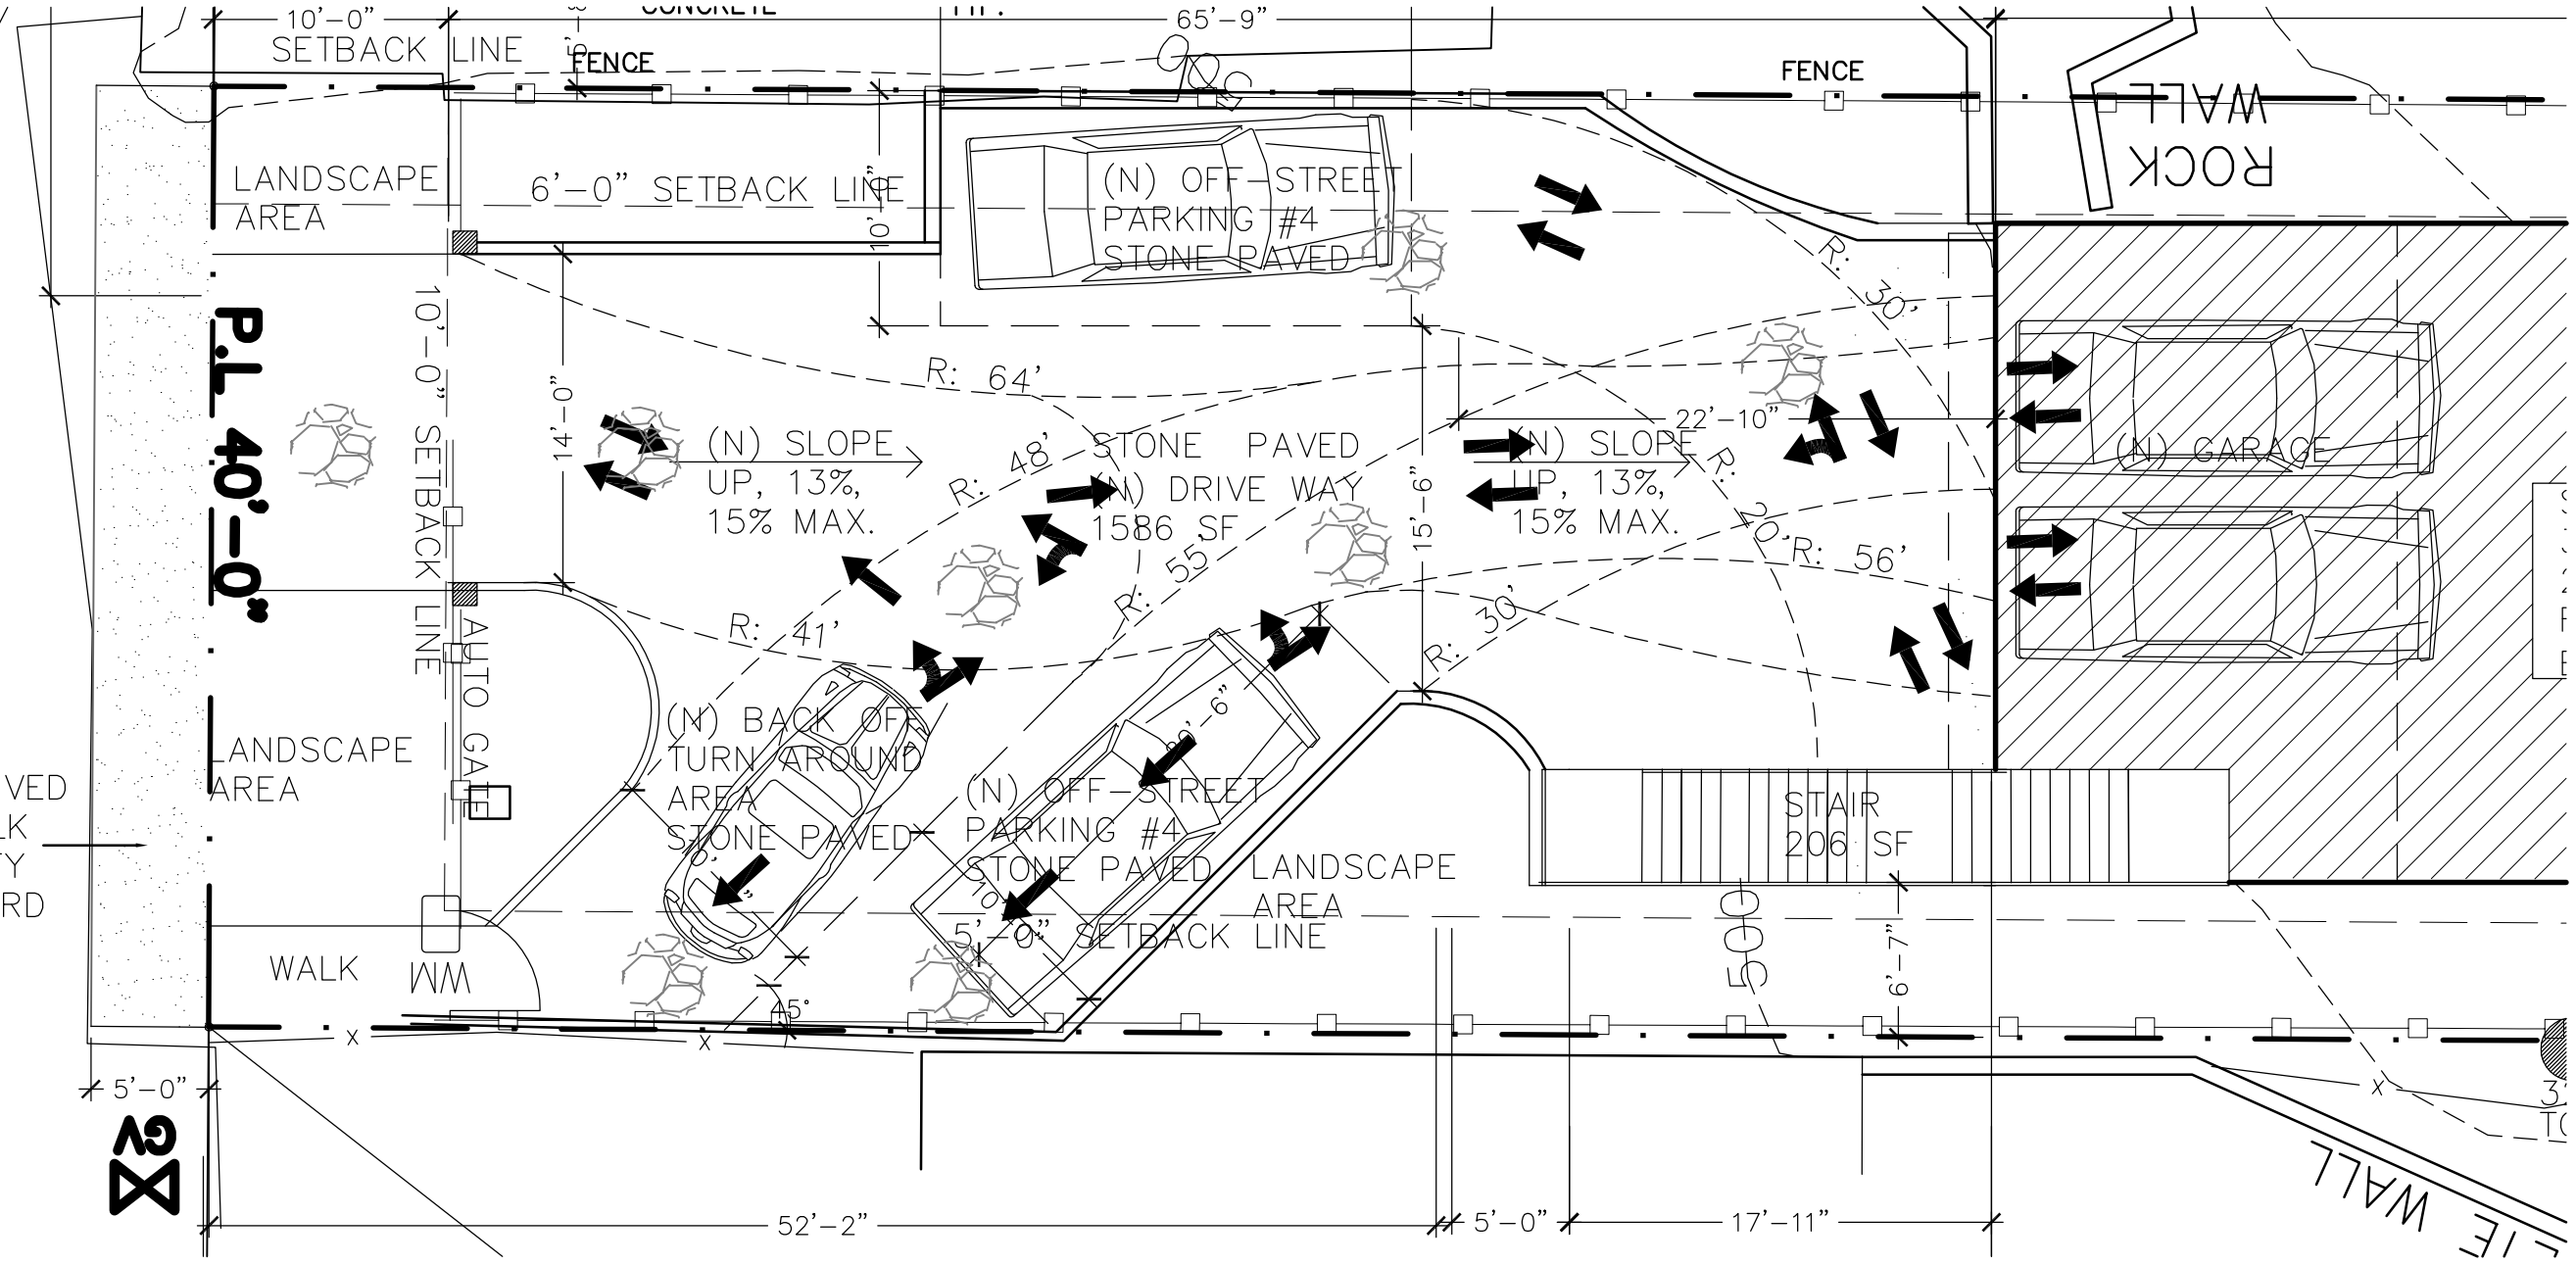 10'-0"
65'-9"
SETBACK LINE
FENCE
FENCE
ROCK
WALL
LANDSCAPE
AREA
6'-0" SETBACK LINE
(N) OFF-STREET
PARKING #4
STONE PAVED
R: 30'
P.L 40'-0"
10'-0" SETBACK LINE
14'-0"
R: 64'
22'-10"
(N) SLOPE
UP, 13%,
15% MAX.
R: 48'
STONE PAVED
(N) DRIVE WAY
1586 SF
(N) SLOPE
UP, 13%,
15% MAX.
15'-6"
R: 20'
(N) GARAGE
R: 55'
R: 56'
R: 41'
R: 30'
AUTO GATE
(N) BACK OFF
TURN AROUND
AREA
STONE PAVED
LANDSCAPE
AREA
(N) OFF-STREET
PARKING #4
STONE PAVED
LANDSCAPE
AREA
STAIR
206 SF
5'-0" SETBACK LINE
505
6'-7"
WALK
WM
45°
X
X
X
5'-0"
GV
52'-2"
5'-0"
17'-11"
WALL